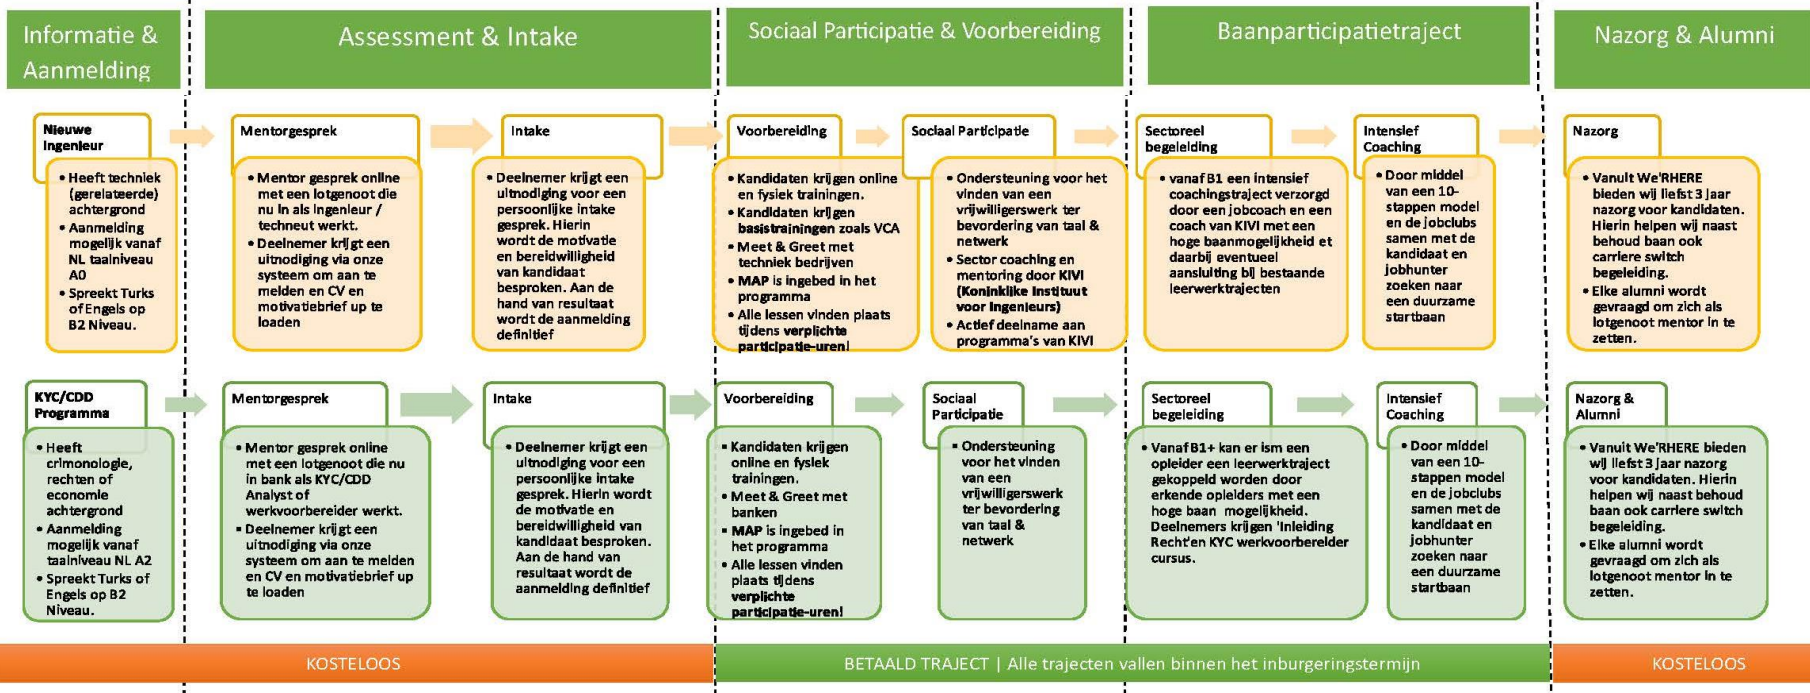 Informatie &
Aanmelding
Assessment & Intake
Sociaal Participatie & Voorbereiding
Baanparticipatietraject
Nazorg & Alumni
Nieuwe
Ingenieur
• Heeft techniek
(gerelateerde)
achtergrond
• Aanmelding
mogelijk vanaf
NL taalniveau
A0
• Spreekt Turks
of Engels op
B2 Niveau.
Mentorgesprek
• Mentor gesprek online
met een lotgenoot die
nu in als ingenieur /
techneut werkt.
• Deelnemer krijgt een
uitnodiging via onze
systeem om aan te
melden en CV en
motivatiebrief up te
loaden
Intake
• Deelnemer krijgt een
uitnodiging voor een
persoonlijke intake
gesprek. Hierin
wordt de motivatie
en bereidwilligheid
van kandidaat
besproken. Aan de
hand van resultaat
wordt de aanmelding
definitief
Voorbereiding
• Kandidaten krijgen online
en fysiek trainingen.
• Kandidaten krijgen
basistrainingen zoals VCA
• Meet & Greet met
techniek bedrijven
• MAP is ingebed in het
programma
• Alle lessen vinden plaats
tijdens verplichte
participatie-uren!
Sociaal Participatie
• Ondersteuning voor het
vinden van een
vrijwilligerswerk ter
bevordering van taal &
netwerk
• Sector coaching en
mentoring door KIVI
(Koninklijke Instituut
voor Ingenieurs)
• Actief deelname aan
programma's van KIVI
Sectoreel
begeleiding
• vanaf B1 een intensief
coachingstraject verzorgd
door een jobcoach en een
coach van KIVI met een
hoge baanmogelijkheid et
daarbij eventueel
aansluiting bij bestaande
leerwerktrajecten
Intensief
Coaching
• Door middel
van een 10-
stappen model
en de jobclubs
samen met de
kandidaat en
jobhunter
zoeken naar
een duurzame
startbaan
Nazorg
• Vanuit We'RHERE
bieden wij liefst 3 jaar
nazorg voor kandidaten.
Hierin helpen wij naast
behoud baan ook
carriere switch
begeleiding.
• Elke alumni wordt
gevraagd om zich als
lotgenoot mentor in te
zetten.
KYC/CDD
Programma
• Heeft
crimonologie,
rechten of
economie
achtergrond
• Aanmelding
mogelijk vanaf
taalniveau NL A2
• Spreekt Turks of
Engels op B2
Niveau.
Mentorgesprek
• Mentor gesprek online
met een lotgenoot die nu
in bank als KYC/CDD
Analyst of
werkvoorbereider werkt.
• Deelnemer krijgt een
uitnodiging via onze
systeem om aan te melden
en CV en motivatiebrief up
te loaden
Intake
• Deelnemer krijgt een
uitnodiging voor een
persoonlijke intake
gesprek. Hierin wordt
de motivatie en
bereidwilligheid van
kandidaat besproken.
Aan de hand van
resultaat wordt de
aanmelding definitief
Voorbereiding
• Kandidaten krijgen
online en fysiek
trainingen.
• Meet & Greet met
banken
• MAP is ingebed in
het programma
• Alle lessen vinden
plaats tijdens
verplichte
participatie-uren!
Sociaal
Participatie
• Ondersteuning
voor het vinden
van een
vrijwilligerswerk
ter bevordering
van taal &
netwerk
Sectoreel
begeleiding
• Vanaf B1+ kan er ism een
opleider een leerwerktraject
gekoppeld worden door
erkende opleiders met een
hoge baan mogelijkheid.
Deelnemers krijgen 'Inleiding
Recht'en KYC werkvoorbereider
cursus.
Intensief
Coaching
• Door middel
van een 10-
stappen model
en de jobclubs
samen met de
kandidaat en
jobhunter
zoeken naar
een duurzame
startbaan
Nazorg &
Alumni
• Vanuit We'RHERE bieden
wij liefst 3 jaar nazorg
voor kandidaten. Hierin
helpen wij naast behoud
baan ook carriere switch
begeleiding.
• Elke alumni wordt
gevraagd om zich als
lotgenoot mentor in te
zetten.
KOSTELOOS
BETAALD TRAJECT | Alle trajecten vallen binnen het inburgeringstermijn
KOSTELOOS